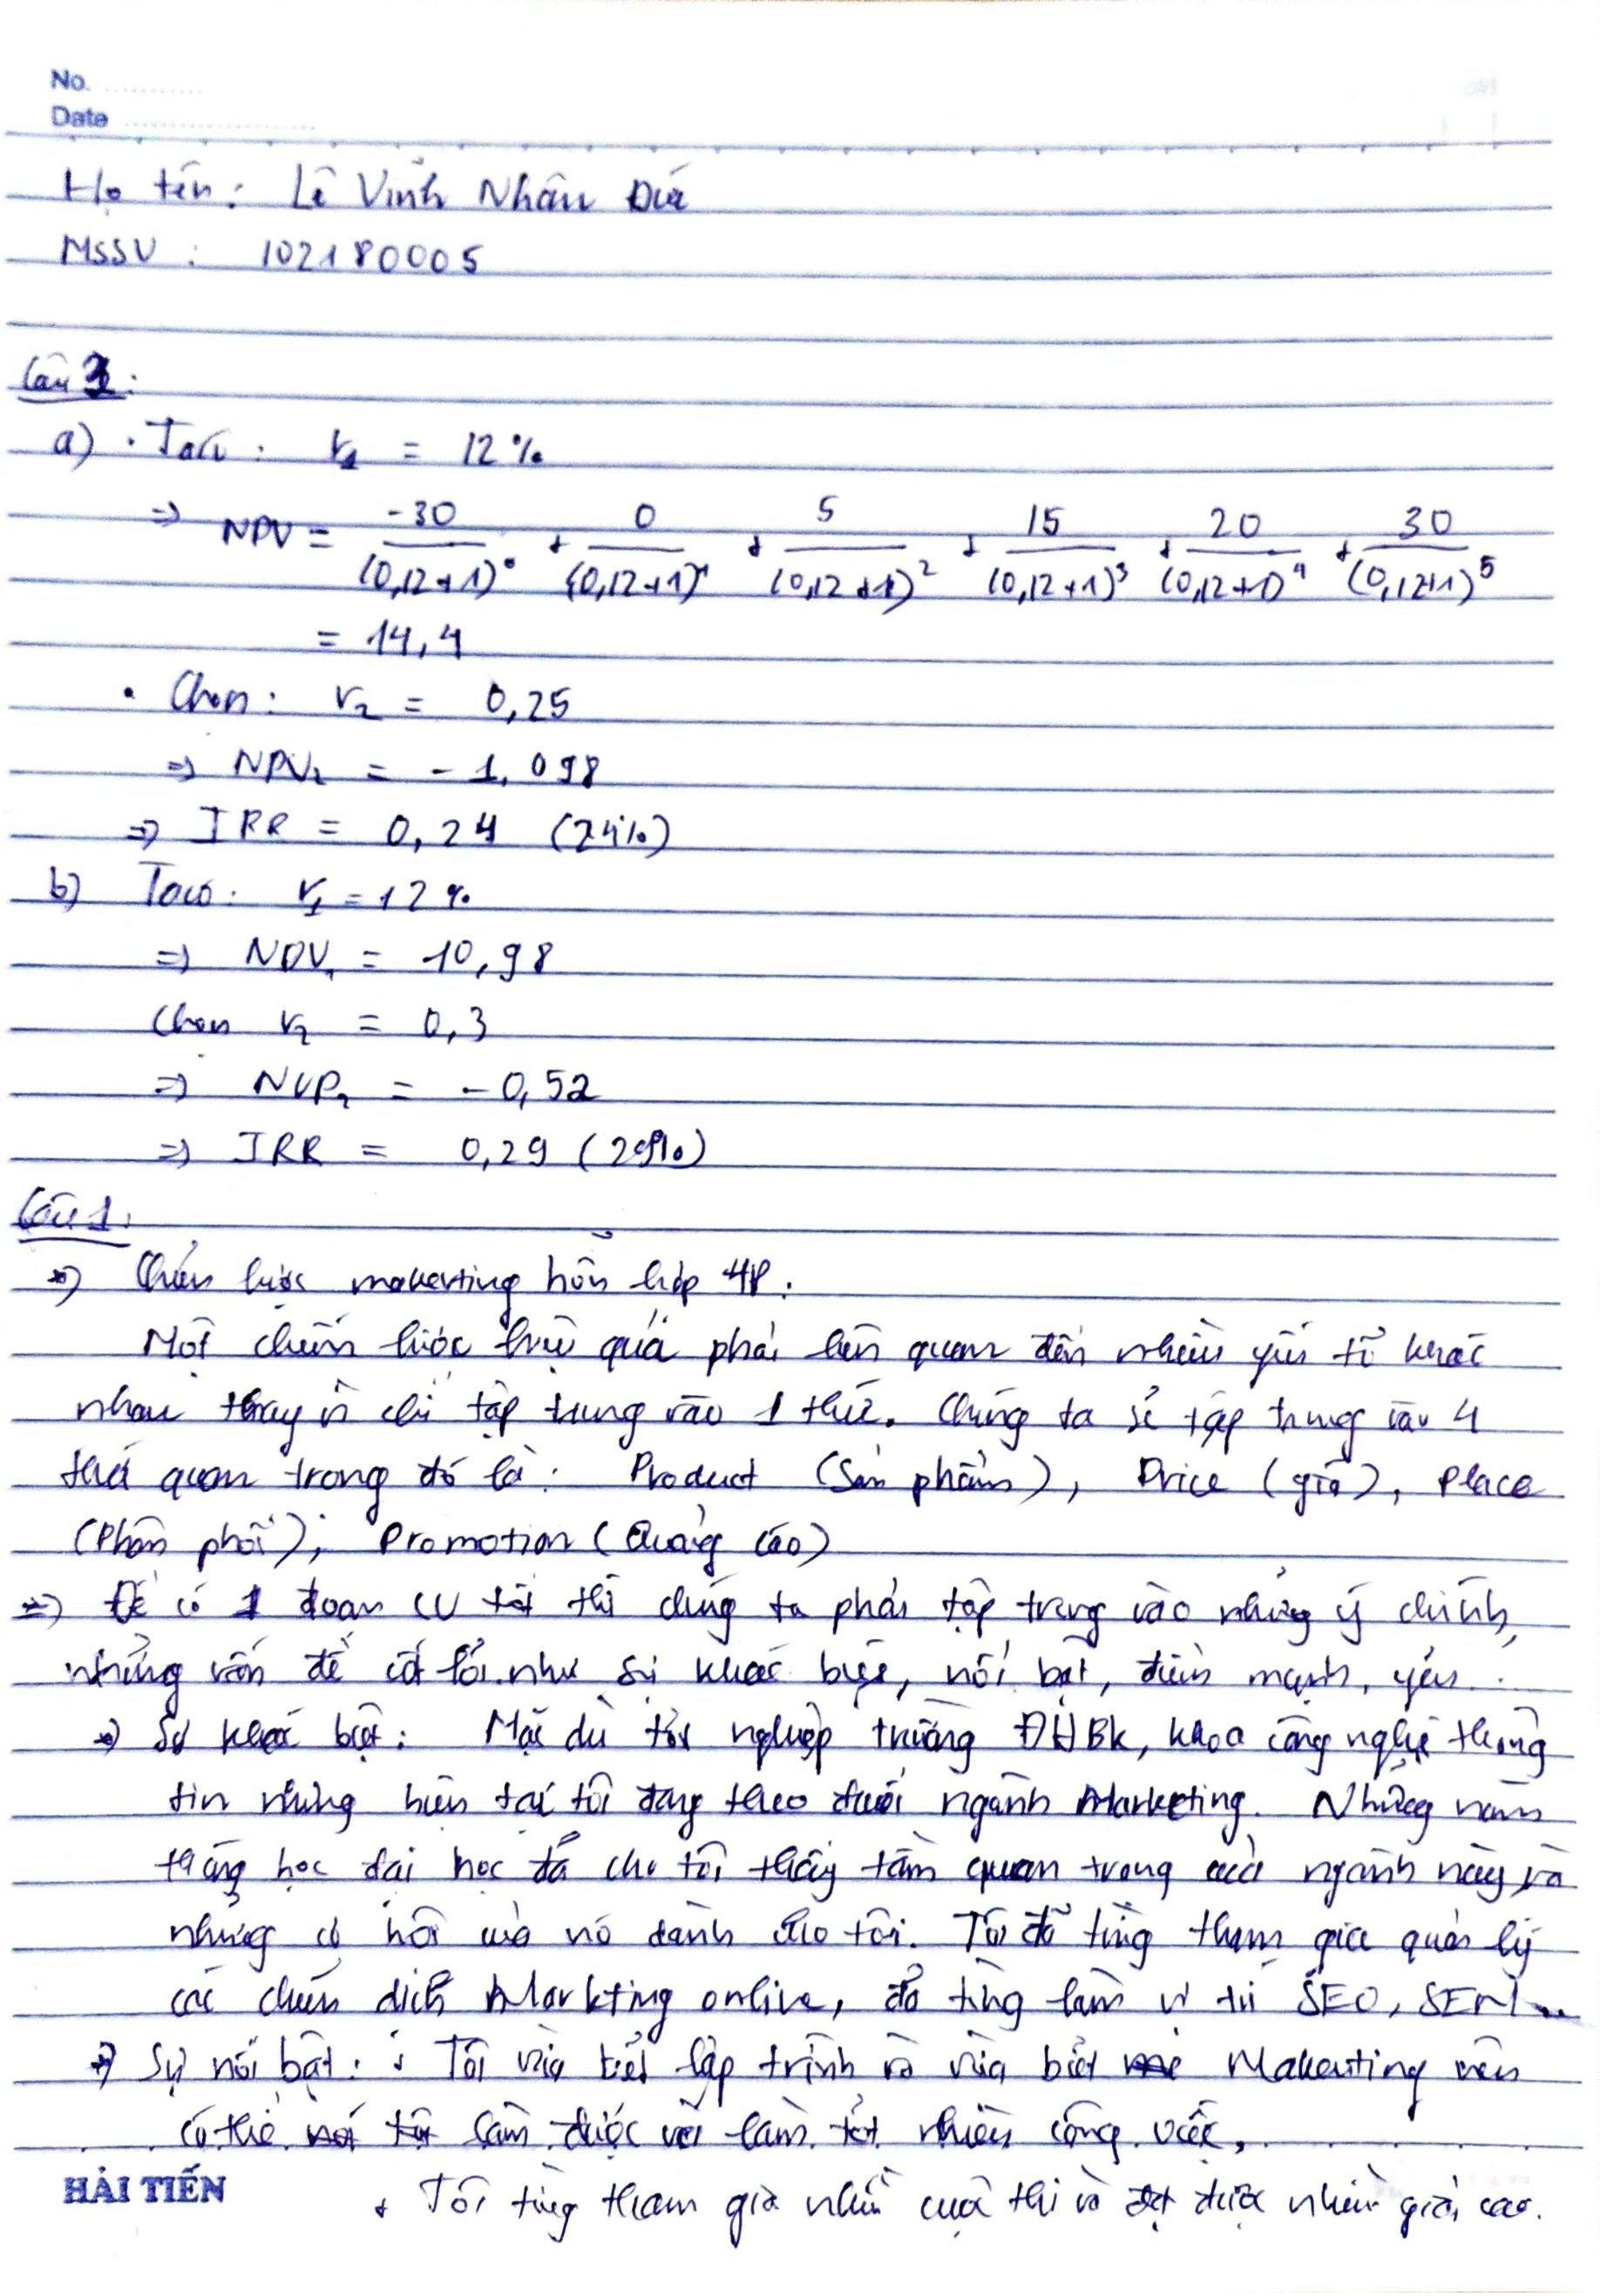 No.
Date
Họ tên: Lê Vĩnh Nhân Đức
MSSV: 102180005
Câu 3:
a) . Ta có: r₁ = 12%
=> NPV = -30/(0,12+1)⁰ + 0/(0,12+1)¹ + 5/(0,12+1)² + 15/(0,12+1)³ + 20/(0,12+1)⁴ + 30/(0,12+1)⁵
= 14,4
. Chọn: r₂ = 0,25
=> NPV₂ = -1,098
=> IRR = 0,24 (24%)
b) Ta có: r₁ = 12%
=> NPV₁ = 10,98
Chọn r₂ = 0,3
=> NVP₂ = -0,52
=> IRR = 0,29 (29%)
Câu 1:
=> Chiến lược makerting hỗn hợp 4P:
Một chiến lược hiệu quả phải liên quan đến nhiều yếu tố khác
nhau thay vì chỉ tập trung vào 1 thứ. Chúng ta sẽ tập trung vào 4
thứ quan trong đó là: Product (Sản phẩm), Price (giá), Place
(Phân phối), Promotion (Quảng cáo)
=> Để có 1 đoạn CV tốt thì chúng ta phải tập trung vào những ý chính,
những vấn đề cốt lõi như sự khác biệt, nổi bật, điểm mạnh, yếu..
=> Sự khác biệt: Mặc dù tốt nghiệp trường ĐHBK, khoa công nghệ thông
tin nhưng hiện tại tôi đang theo đuổi ngành Marketing. Những năm
tháng học đại học đã cho tôi thấy tầm quan trong của ngành này và
những cơ hội của nó dành cho tôi. Tôi đã từng tham gia quản lý
các chiến dịch Markting online, đã từng làm vị trí SEO, SEM...
=> Sự nổi bật: + Tôi vừa biết lập trình và vừa biết Makerting nên
có thể làm được và làm tốt nhiều công việc.
+ Tôi từng tham gia nhiều cuộc thi và đạt được nhiều giải cao.
HẢI TIẾN